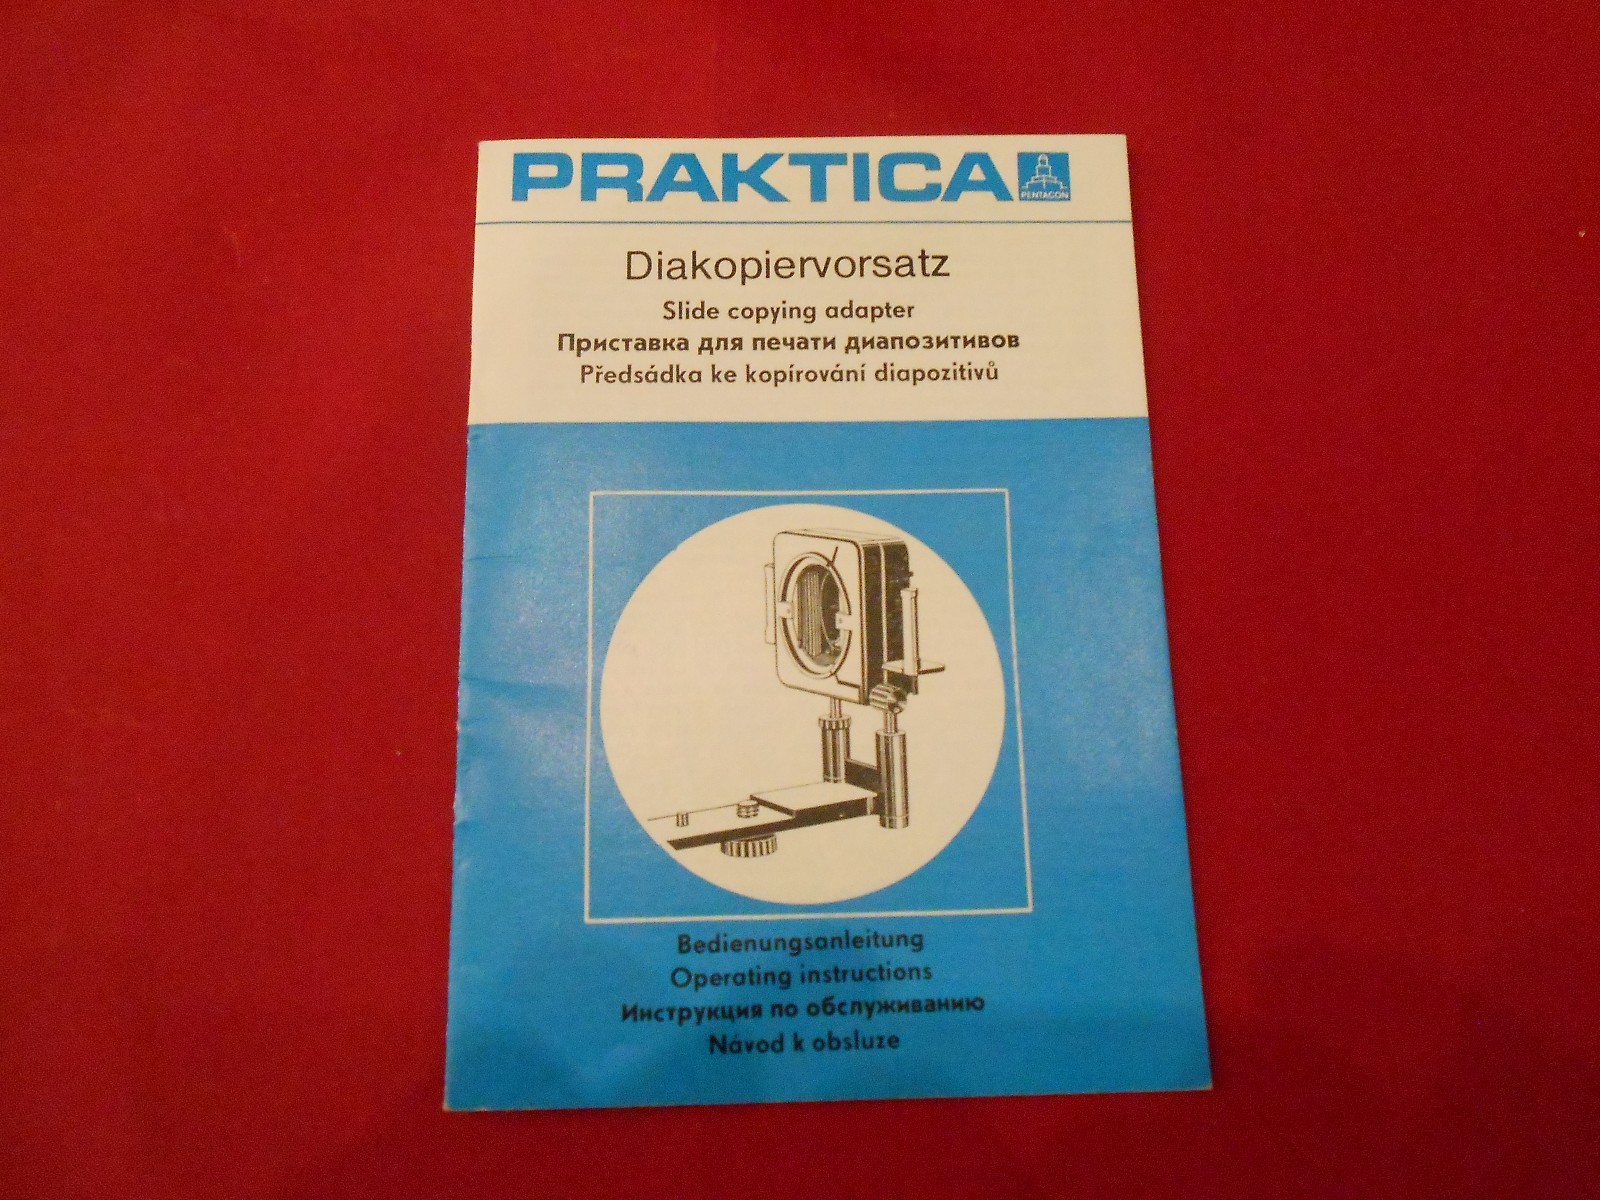 PRAKTICA
PENTACON
Diakopiervorsatz
Slide copying adapter
Приставка для печати диапозитивов
Předsádka ke kopírování diapozitivů
Bedienungsanleitung
Operating instructions
Инструкция по обслуживанию
Návod k obsluze